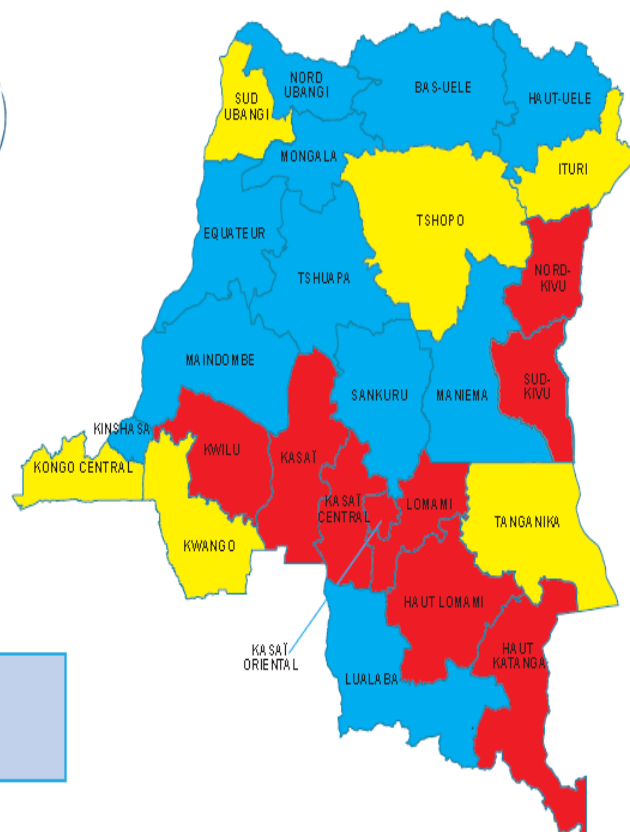 NORD
UBANGI
BAS-UELE
HAUT-UELE
SUD
UBANGI
MONGALA
ITURI
TSHOPO
EQUATEUR
TSHUAPA
NORD-
KIVU
MAINDOMBE
SANKURU
MANIEMA
SUD-
KIVU
KINSHASA
KWILU
KASAÏ
KONGO CENTRAL
KASAÏ
CENTRAL
LOMAMI
TANGANIKA
KWANGO
HAUT LOMAMI
HAUT
KATANGA
KASAÏ
ORIENTAL
LUALABA